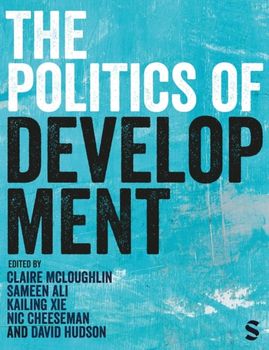 THE
POLITICS OF
DEVELOP
MENT
EDITED BY
CLAIRE MCLOUGHLIN
SAMEEN ALI
KAILING XIE
NIC CHEESEMAN
AND DAVID HUDSON
S